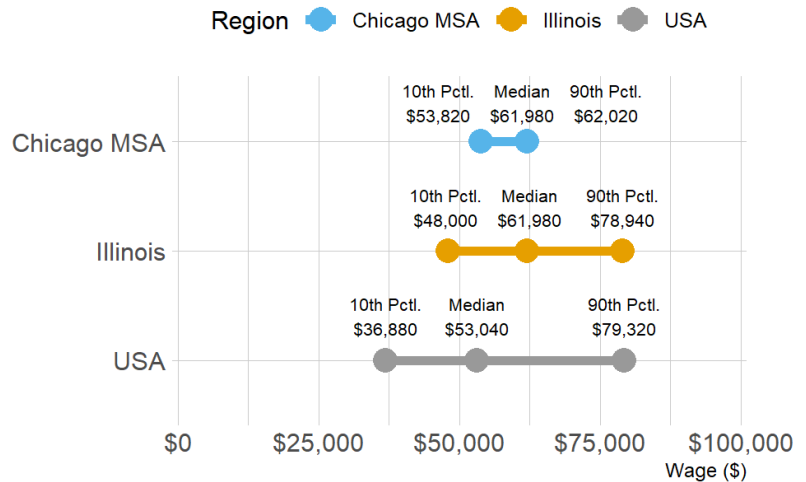 Region Chicago MSA Illinois USA
10th Pctl. Median 90th Pctl.
$53,820 $61,980 $62,020
Chicago MSA
10th Pctl. Median 90th Pctl.
$48,000 $61,980 $78,940
Illinois
10th Pctl. Median 90th Pctl.
$36,880 $53,040 $79,320
USA
$0 $25,000 $50,000 $75,000 $100,000
Wage ($)